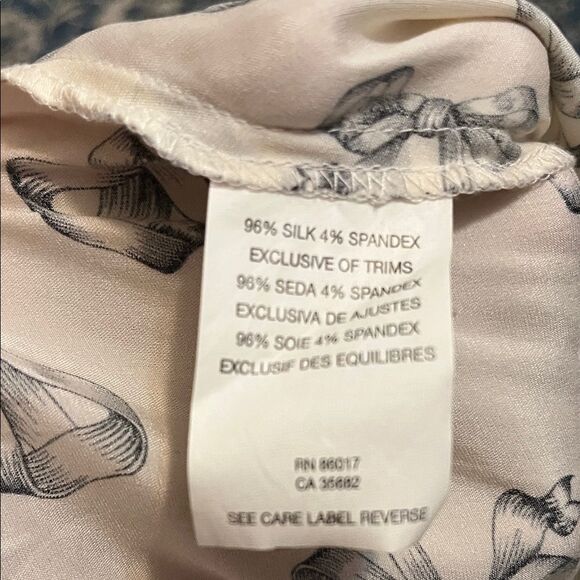 96% SILK 4% SPANDEX
EXCLUSIVE OF TRIMS
96% SEDA 4% SPANDEX
EXCLUSIVA DE AJUSTES
96% SOIE 4% SPANDEX
EXCLUSIF DES EQUILIBRES
RN 86017
CA 35682
SEE CARE LABEL REVERSE